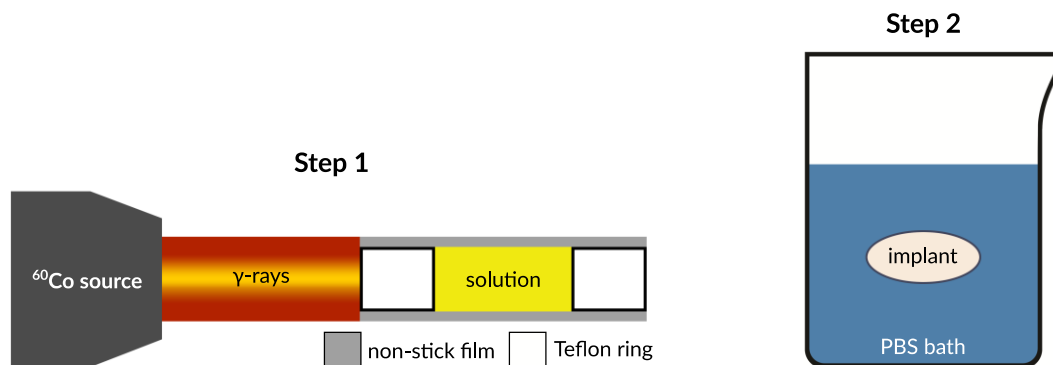 Step 2
Step 1
⁶⁰Co source
γ-rays
solution
implant
non-stick film
Teflon ring
PBS bath